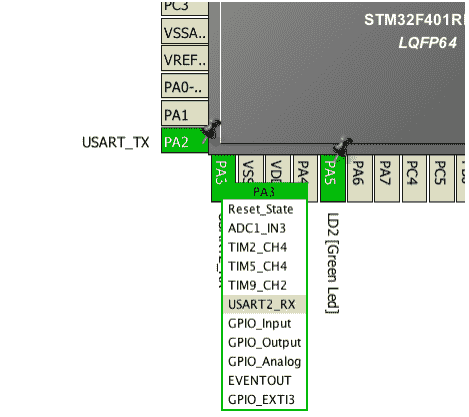 PC3
STM32F401R
VSSA..
LQFP64
VREF..
PA0-..
PA1
USART_TX
PA2
PA3
VSS
VDD
PA4
PA5
PA6
PA7
PC4
PC5
PA3
LD2 [Green Led]
Reset_State
ADC1_IN3
TIM2_CH4
TIM5_CH4
TIM9_CH2
USART2_RX
GPIO_Input
GPIO_Output
GPIO_Analog
EVENTOUT
GPIO_EXTI3